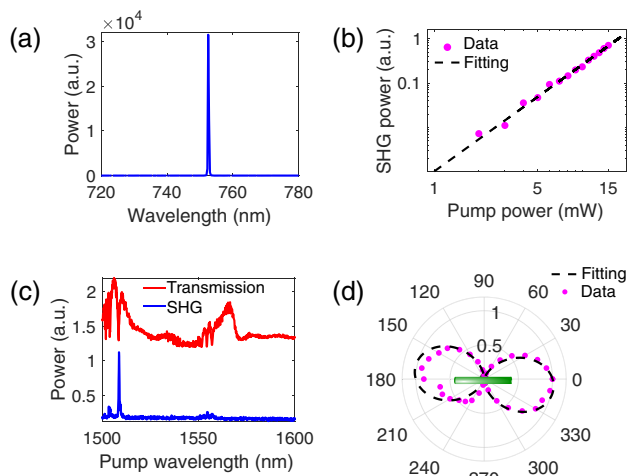 (a)
×10⁴
3
2
1
0
Power (a.u.)
720
740
760
780
Wavelength (nm)
(b)
SHG power (a.u.)
1
0.1
Data
Fitting
1
5
15
Pump power (mW)
(c)
Power (a.u.)
2
1.5
1
0.5
Transmission
SHG
1500
1550
1600
Pump wavelength (nm)
(d)
Fitting
Data
90
120
60
150
30
180
0
210
330
240
300
270
1
0.5